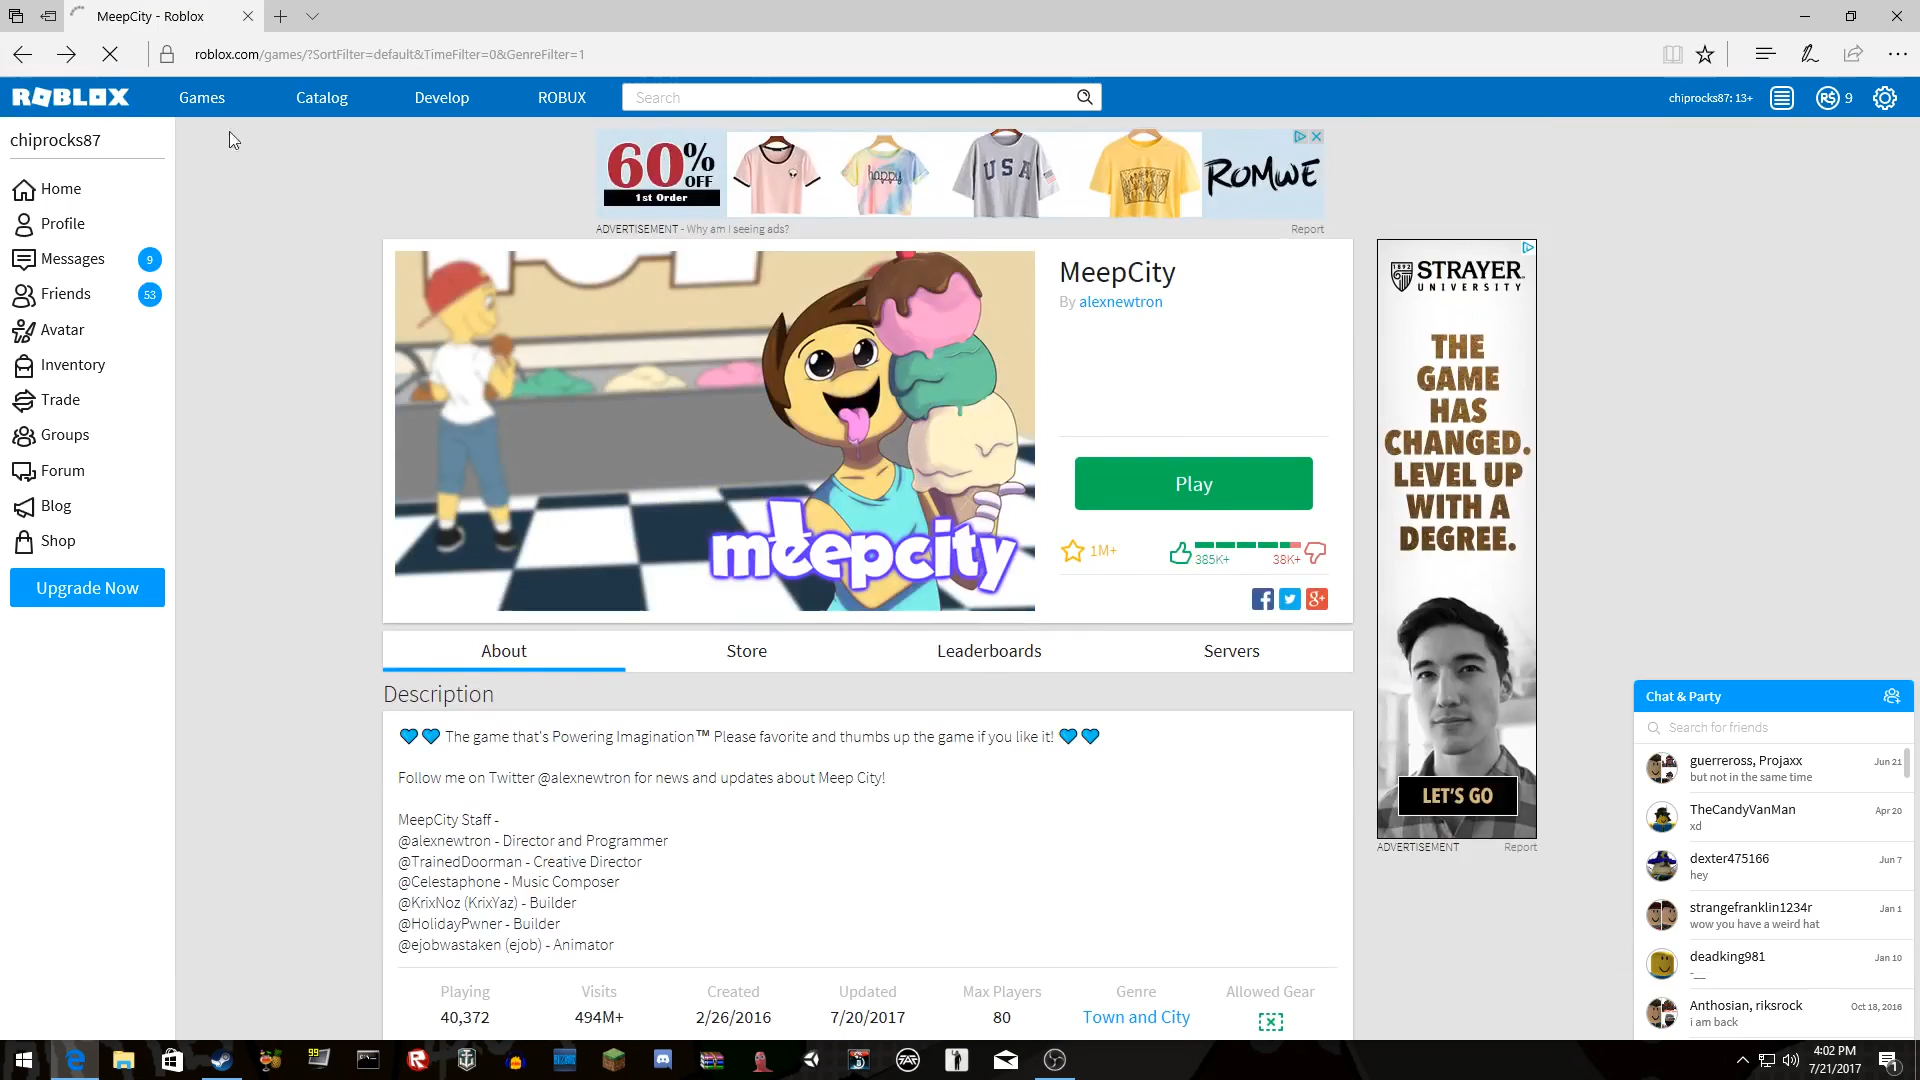 MeepCity - Roblox
roblox.com/games/?SortFilter=default&TimeFilter=0&GenreFilter=1
ROBLOX
Games
Catalog
Develop
ROBUX
Search
chiprocks87: 13+
R$ 9
chiprocks87
Home
Profile
Messages 9
Friends 53
Avatar
Inventory
Trade
Groups
Forum
Blog
Shop
Upgrade Now
60% OFF
1st Order
happy
USA
ROMWE
ADVERTISEMENT - Why am I seeing ads?
Report
meepcity
MeepCity
By alexnewtron
Play
1M+
385K+
38K+
About
Store
Leaderboards
Servers
Description
The game that's Powering Imagination™ Please favorite and thumbs up the game if you like it!
Follow me on Twitter @alexnewtron for news and updates about Meep City!
MeepCity Staff -
@alexnewtron - Director and Programmer
@TrainedDoorman - Creative Director
@Celestaphone - Music Composer
@KrixNoz (KrixYaz) - Builder
@HolidayPwner - Builder
@ejobwastaken (ejob) - Animator
Playing
Visits
Created
Updated
Max Players
Genre
Allowed Gear
40,372
494M+
2/26/2016
7/20/2017
80
Town and City
1892
STRAYER
UNIVERSITY
THE
GAME
HAS
CHANGED.
LEVEL UP
WITH A
DEGREE.
LET'S GO
ADVERTISEMENT
Report
Chat & Party
Search for friends
guerreross, Projaxx
Jun 21
but not in the same time
TheCandyVanMan
Apr 20
xd
dexter475166
Jun 7
hey
strangefranklin1234r
Jan 1
wow you have a weird hat
deadking981
Jan 10
-__
Anthosian, riksrock
Oct 18, 2016
i am back
4:02 PM
7/21/2017